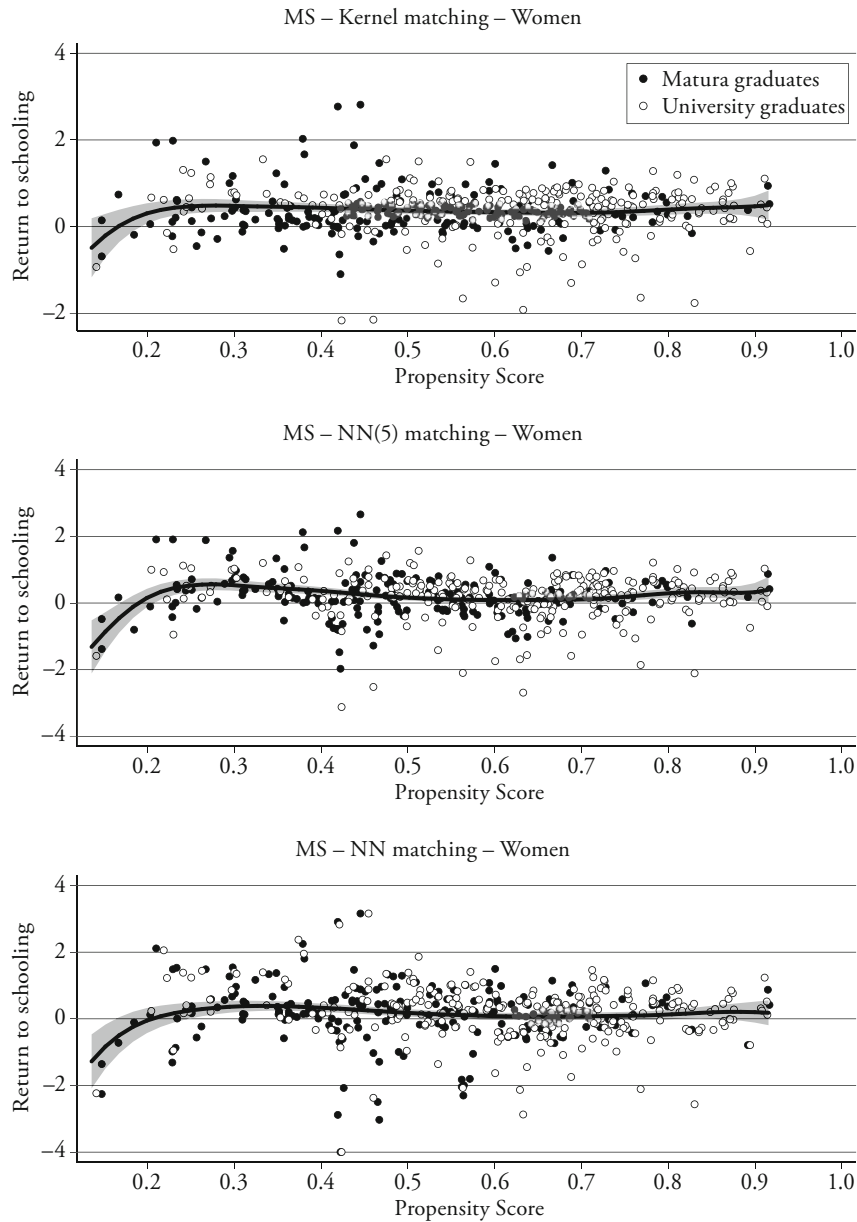 MS – Kernel matching – Women
4
2
0
−2
Return to schooling
Matura graduates
University graduates
0.2 0.3 0.4 0.5 0.6 0.7 0.8 0.9 1.0
Propensity Score
MS – NN(5) matching – Women
4
2
0
−2
−4
Return to schooling
0.2 0.3 0.4 0.5 0.6 0.7 0.8 0.9 1.0
Propensity Score
MS – NN matching – Women
4
2
0
−2
−4
Return to schooling
0.2 0.3 0.4 0.5 0.6 0.7 0.8 0.9 1.0
Propensity Score